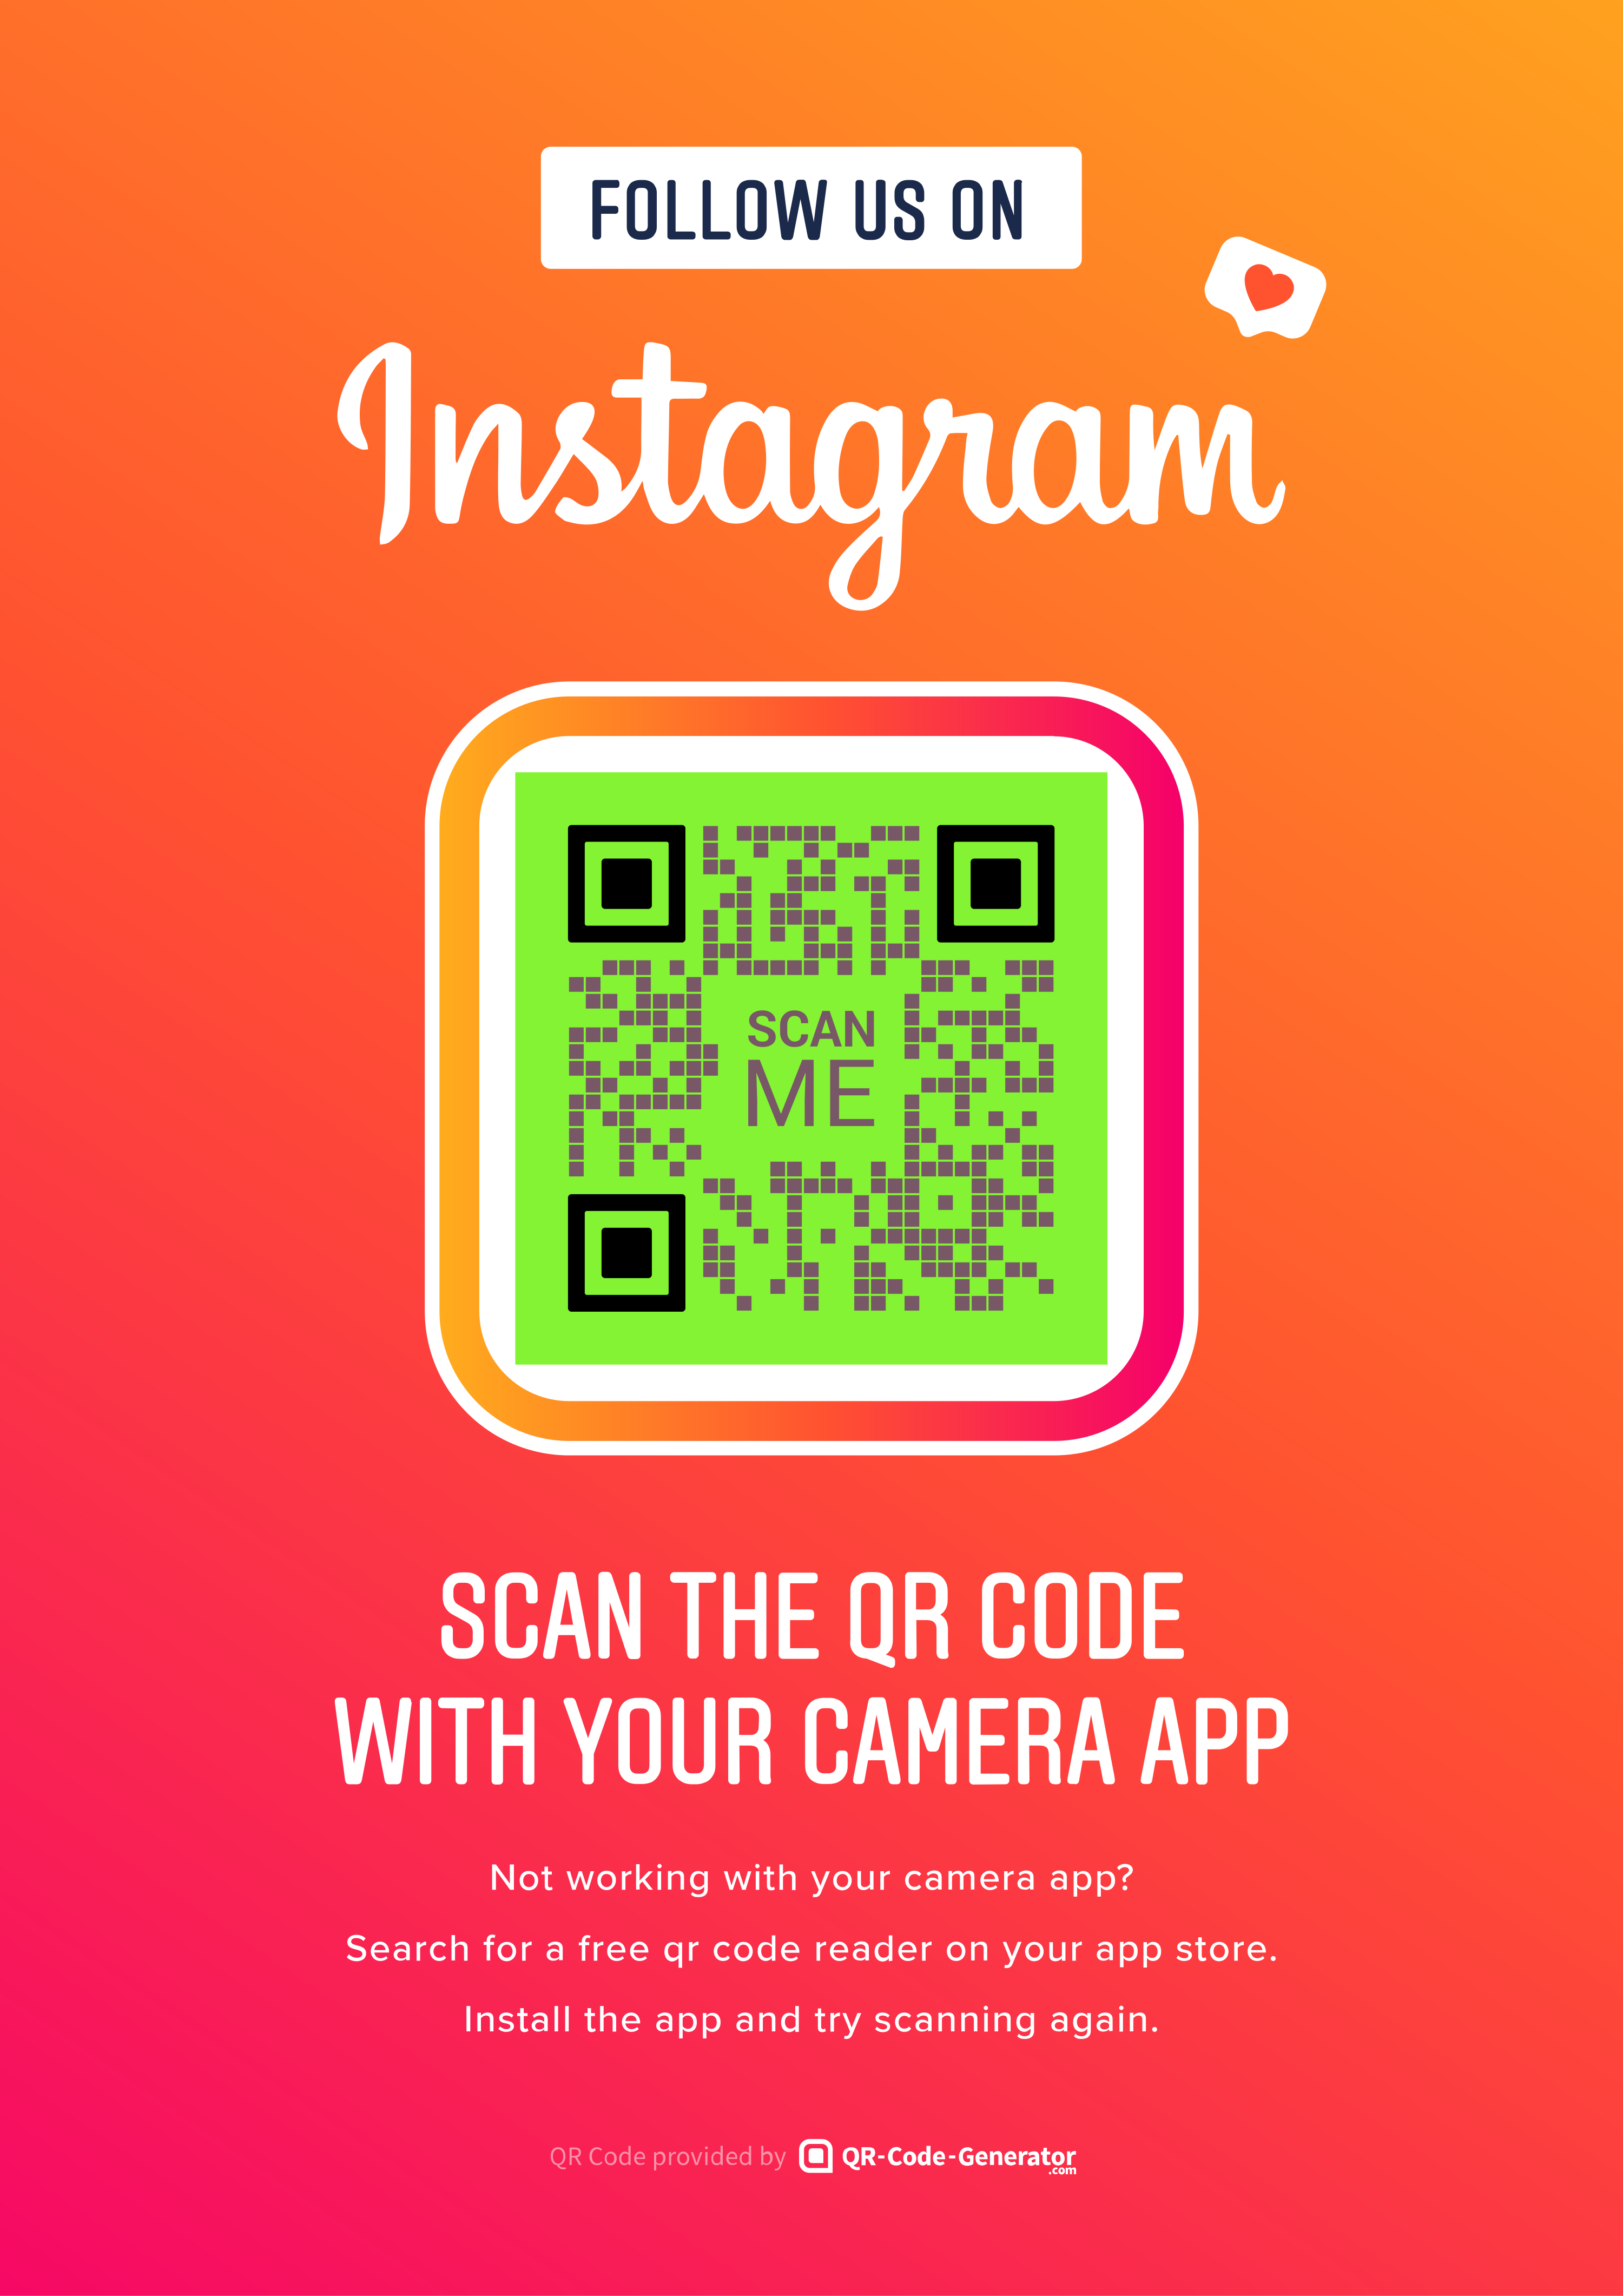 FOLLOW US ON
Instagram
SCAN
ME
SCAN THE QR CODE
WITH YOUR CAMERA APP
Not working with your camera app?
Search for a free qr code reader on your app store.
Install the app and try scanning again.
QR Code provided by QR-Code-Generator
.com